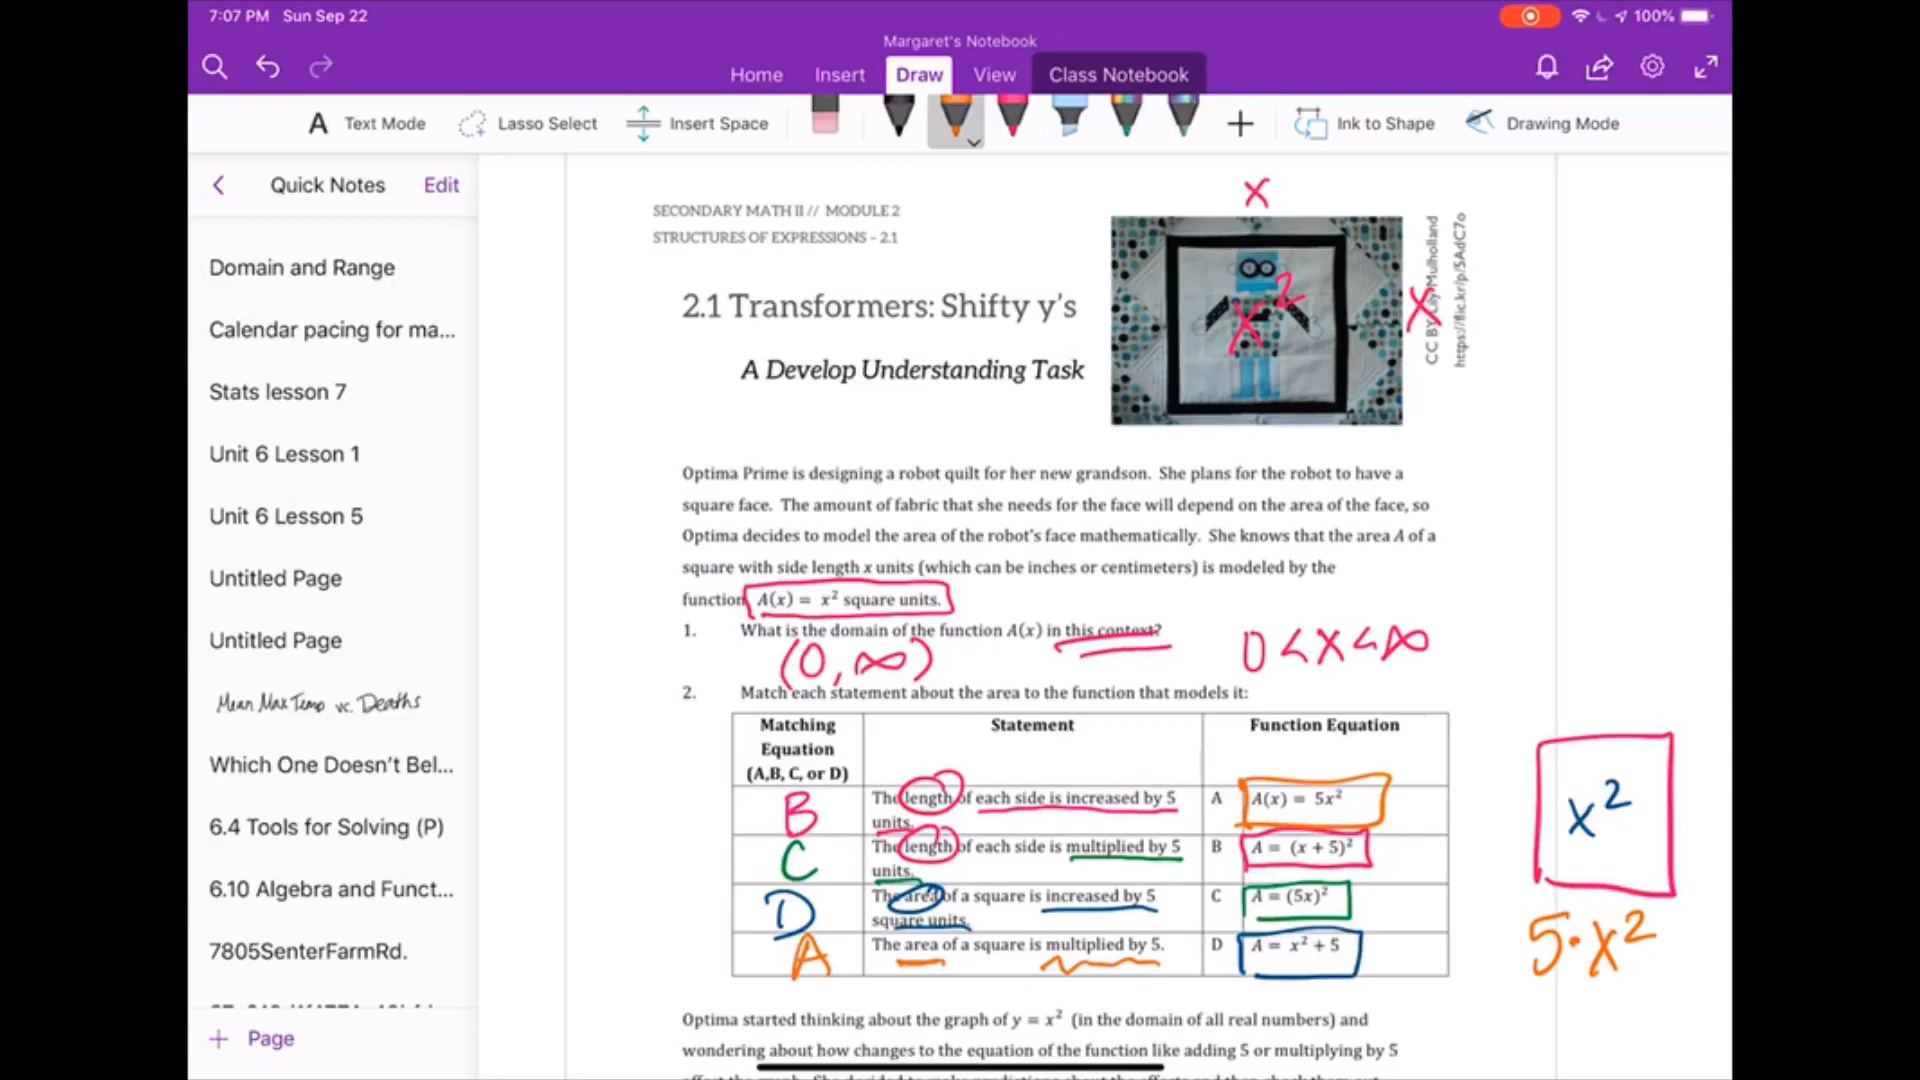 7:07 PM Sun Sep 22
100%
Margaret's Notebook
Home Insert Draw View Class Notebook
A Text Mode Lasso Select Insert Space Ink to Shape Drawing Mode
Quick Notes Edit
Domain and Range
Calendar pacing for ma...
Stats lesson 7
Unit 6 Lesson 1
Unit 6 Lesson 5
Untitled Page
Untitled Page
Mean Max Temp vc. Deaths
Which One Doesn't Bel...
6.4 Tools for Solving (P)
6.10 Algebra and Funct...
7805SenterFarmRd.
+ Page
SECONDARY MATH II // MODULE 2
STRUCTURES OF EXPRESSIONS – 2.1
x
x²
x
CC BY Lily Mulholland
https://flic.kr/p/5AdC7o
2.1 Transformers: Shifty y's
A Develop Understanding Task
Optima Prime is designing a robot quilt for her new grandson. She plans for the robot to have a
square face. The amount of fabric that she needs for the face will depend on the area of the face, so
Optima decides to model the area of the robot's face mathematically. She knows that the area A of a
square with side length x units (which can be inches or centimeters) is modeled by the
function A(x) = x² square units.
1. What is the domain of the function A(x) in this context?
(0, ∞) 0 < x < ∞
2. Match each statement about the area to the function that models it:
Matching Equation (A,B, C, or D) Statement Function Equation
B The length of each side is increased by 5 units. A A(x) = 5x²
C The length of each side is multiplied by 5 units. B A = (x + 5)²
D The area of a square is increased by 5 square units. C A = (5x)²
A The area of a square is multiplied by 5. D A = x² + 5
x²
5·x²
Optima started thinking about the graph of y = x² (in the domain of all real numbers) and
wondering about how changes to the equation of the function like adding 5 or multiplying by 5